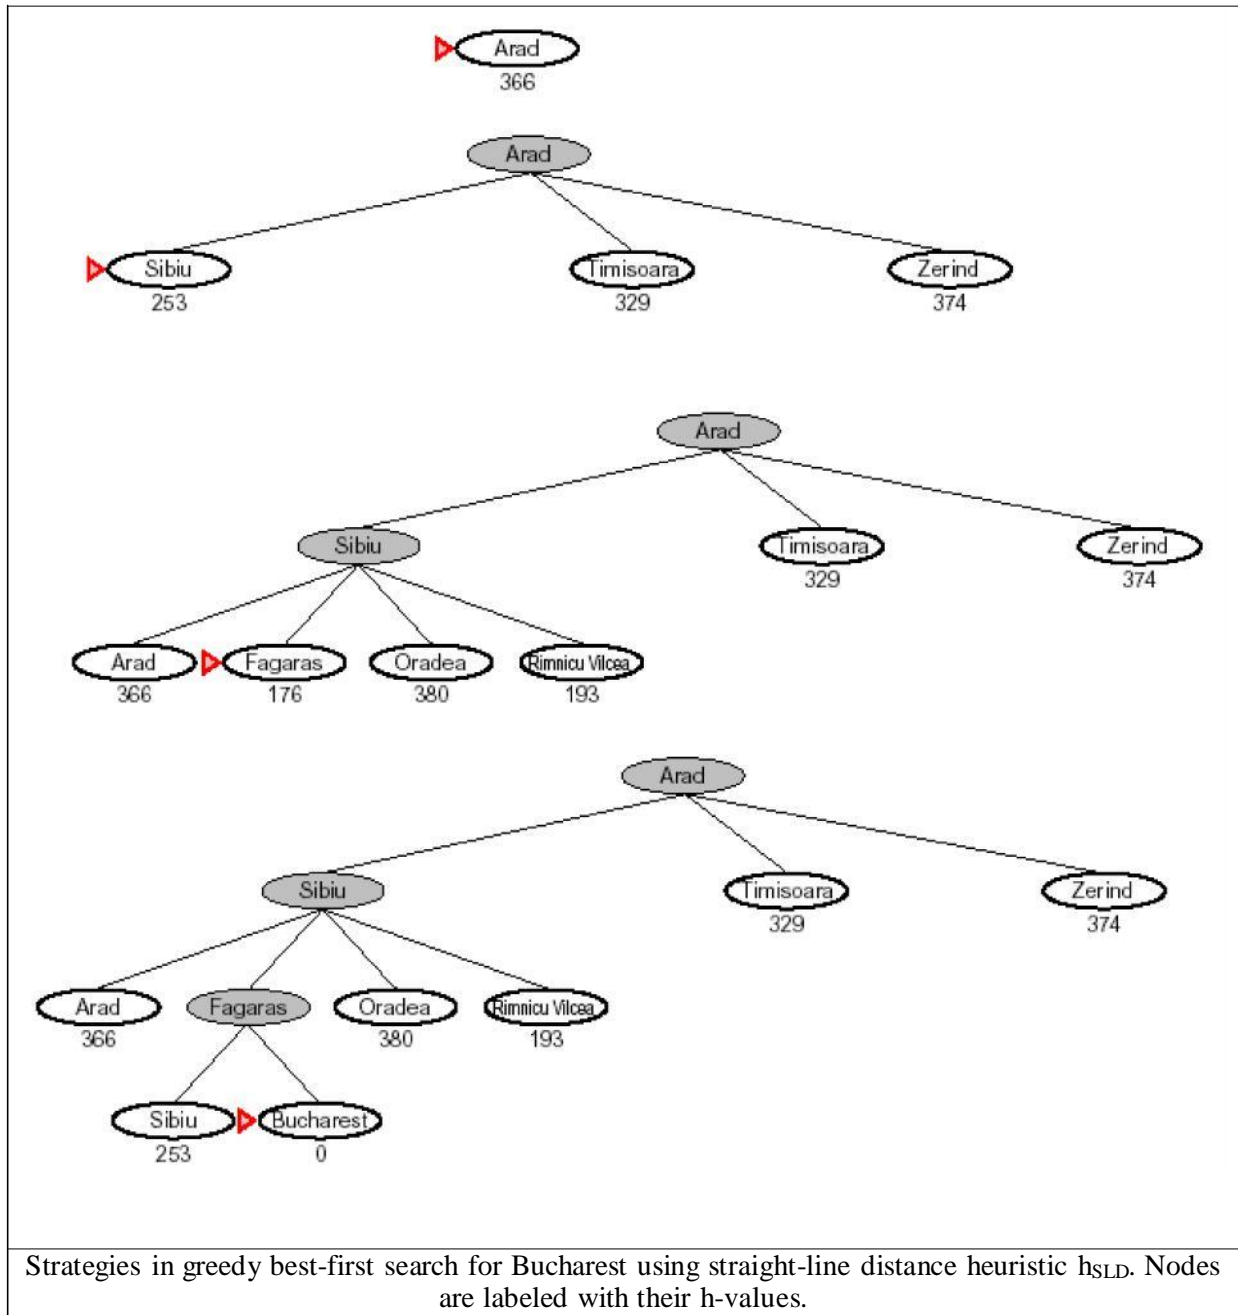 Arad
366
Arad
Sibiu Timisoara Zerind
253 329 374
Arad
Sibiu Timisoara Zerind
329 374
Arad Fagaras Oradea Rimnicu Vilcea
366 176 380 193
Arad
Sibiu Timisoara Zerind
329 374
Arad Fagaras Oradea Rimnicu Vilcea
366 380 193
Sibiu Bucharest
253 0
Strategies in greedy best-first search for Bucharest using straight-line distance heuristic hSLD. Nodes
are labeled with their h-values.